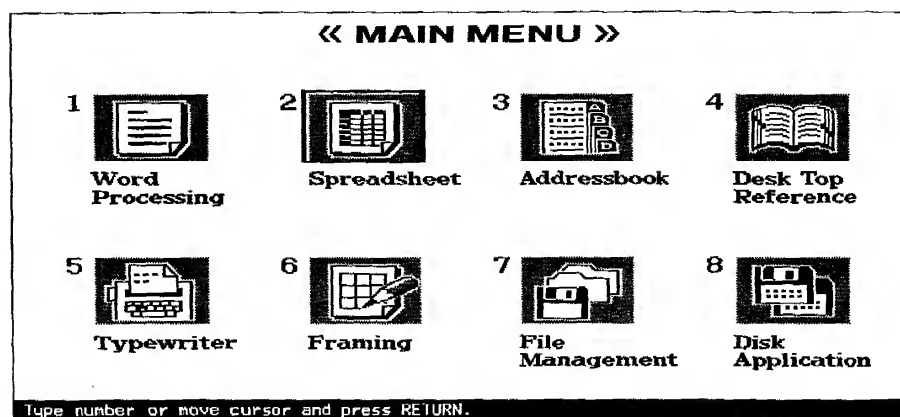 « MAIN MENU »
1 2 3 4
A
B
C
D
Word Processing
Spreadsheet
Addressbook
Desk Top Reference
5 6 7 8
Typewriter
Framing
File Management
Disk Application
Type number or move cursor and press RETURN.